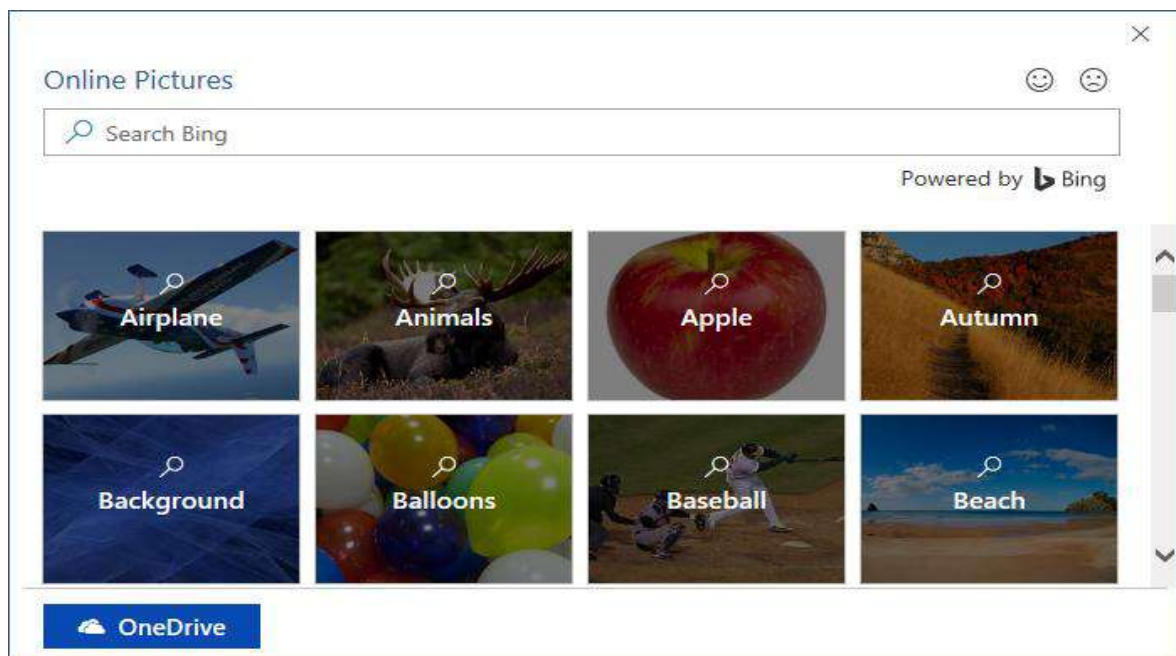 Online Pictures
Search Bing
Powered by Bing
Airplane Animals Apple Autumn
Background Balloons Baseball Beach
OneDrive